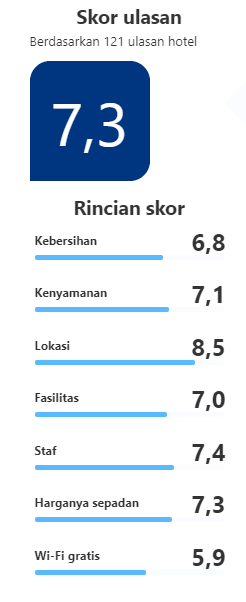 Skor ulasan
Berdasarkan 121 ulasan hotel
7,3
Rincian skor
Kebersihan 6,8
Kenyamanan 7,1
Lokasi 8,5
Fasilitas 7,0
Staf 7,4
Harganya sepadan 7,3
Wi-Fi gratis 5,9